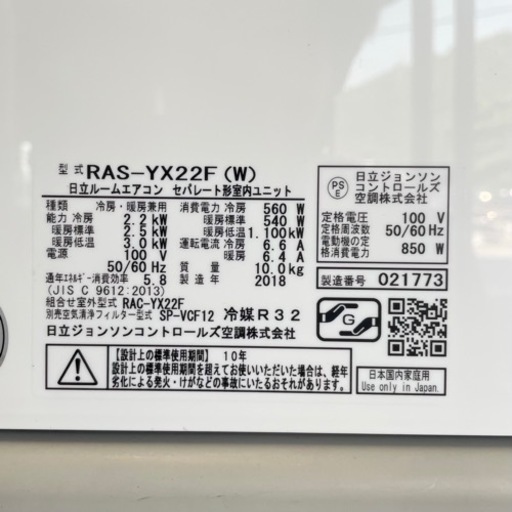 型式 RAS-YX22F (W)
日立ルームエアコン セパレート形室内ユニット
種類 冷房・暖房兼用
能力 冷房 2.2 kW
暖房標準 2.5 kW
暖房低温 3.0 kW
電源 100 V
50/60 Hz
通年エネルギー消費効率 5.8
(JIS C 9612:2013)
消費電力 冷房 560 W
暖房標準 540 W
暖房低温 1.100 kW
運転電流 冷房 6.6 A
暖房 6.4 A
質量 10.0 kg
製造年 2018
組合せ室外型式 RAC-YX22F
別売空気清浄フィルター型式 SP-VCF12 冷媒R32
日立ジョンソンコントロールズ空調株式会社
PS
E
日立ジョンソン
コントロールズ
空調株式会社
定格電圧 100 V
定格周波数 50/60 Hz
電動機の定
格消費電力 850 W
製造番号 021773
【設計上の標準使用期間】 10年
設計上の標準使用期間を超えてお使いいただいた場合は、経年
劣化による発火・けがなどの事故にいたるおそれがあります。
日本国内家庭用
Use only in Japan.